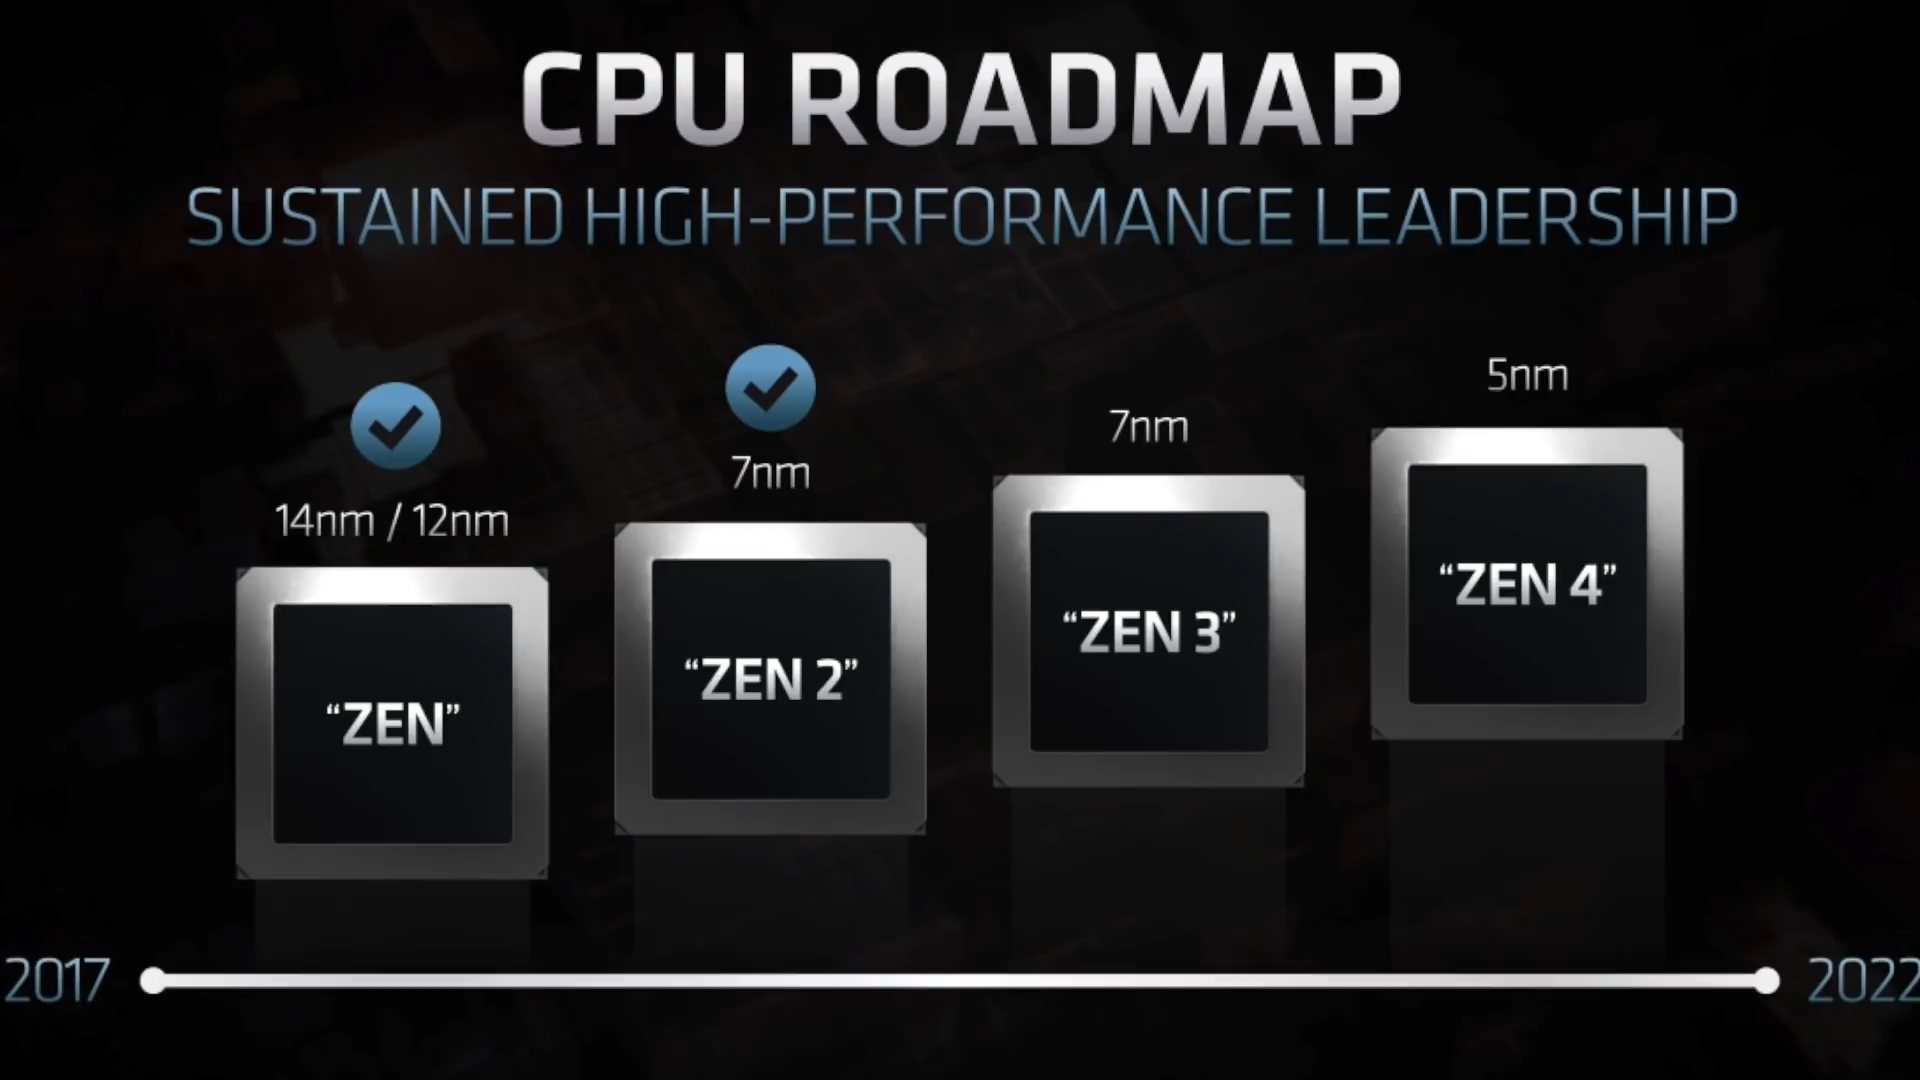 CPU ROADMAP
SUSTAINED HIGH-PERFORMANCE LEADERSHIP
14nm / 12nm
7nm
7nm
5nm
“ZEN”
“ZEN 2”
“ZEN 3”
“ZEN 4”
2017
2022